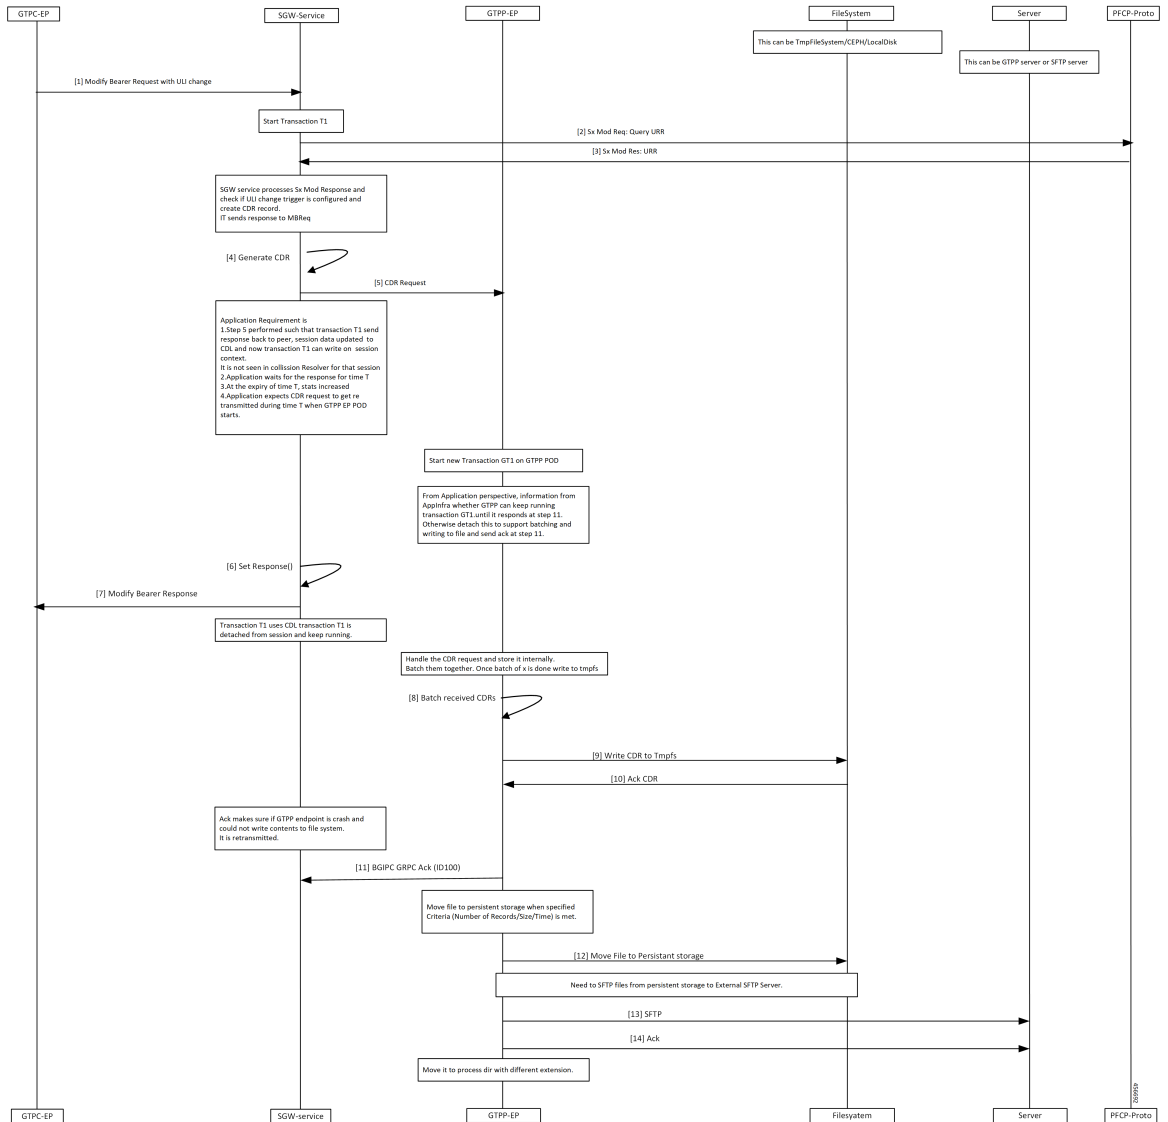 GTPC-EP
SGW-Service
GTPP-EP
FileSystem
Server
PFCP-Proto
This can be TmpFileSystem/CEPH/LocalDisk
This can be GTPP server or SFTP server
[1] Modify Bearer Request with ULI change
Start Transaction T1
[2] Sx Mod Req: Query URR
[3] Sx Mod Res: URR
SGW service processes Sx Mod Response and
check if ULI change trigger is configured and
create CDR record.
IT sends response to MBReq
[4] Generate CDR
[5] CDR Request
Application Requirement is
1.Step 5 performed such that transaction T1 send
response back to peer, session data updated to
CDL and now transaction T1 can write on session
context.
It is not seen in collission Resolver for that session
2.Application waits for the response for time T
3.At the expiry of time T, stats increased
4.Application expects CDR request to get re
transmitted during time T when GTPP EP POD
starts.
Start new Transaction GT1 on GTPP POD
From Application perspective, information from
AppInfra whether GTPP can keep running
transaction GT1.until it responds at step 11.
Otherwise detach this to support batching and
writing to file and send ack at step 11.
[6] Set Response()
[7] Modify Bearer Response
Transaction T1 uses CDL transaction T1 is
detached from session and keep running.
Handle the CDR request and store it internally.
Batch them together. Once batch of x is done write to tmpfs
[8] Batch received CDRs
[9] Write CDR to Tmpfs
[10] Ack CDR
Ack makes sure if GTPP endpoint is crash and
could not write contents to file system.
It is retransmitted.
[11] BGIPC GRPC Ack (ID100)
Move file to persistent storage when specified
Criteria (Number of Records/Size/Time) is met.
[12] Move File to Persistant storage
Need to SFTP files from persistent storage to External SFTP Server.
[13] SFTP
[14] Ack
Move it to process dir with different extension.
456692
GTPC-EP
SGW-service
GTPP-EP
Filesyatem
Server
PFCP-Proto